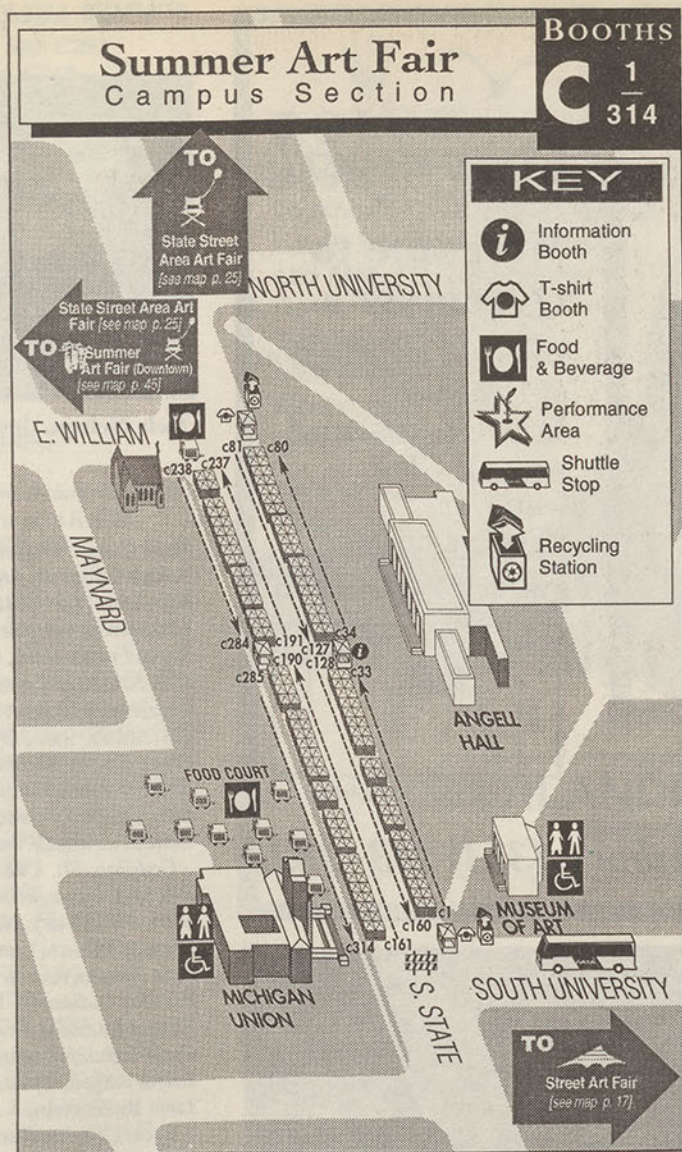 Summer Art Fair
Campus Section
BOOTHS
C 1
314
TO
State Street
Area Art Fair
[see map p. 25]
KEY
Information
Booth
T-shirt
Booth
Food
& Beverage
Performance
Area
Shuttle
Stop
Recycling
Station
NORTH UNIVERSITY
State Street Area Art
Fair [see map p. 25]
TO
Summer
Art Fair (Downtown)
[see map p. 45]
E. WILLIAM
c238
c237
c81
c80
MAYNARD
c284
c191
c127
c34
c285
c190
c128
c33
ANGELL
HALL
FOOD COURT
MUSEUM
OF ART
c1
c160
c314
c161
MICHIGAN
UNION
S. STATE
SOUTH UNIVERSITY
TO
Street Art Fair
[see map p. 17]